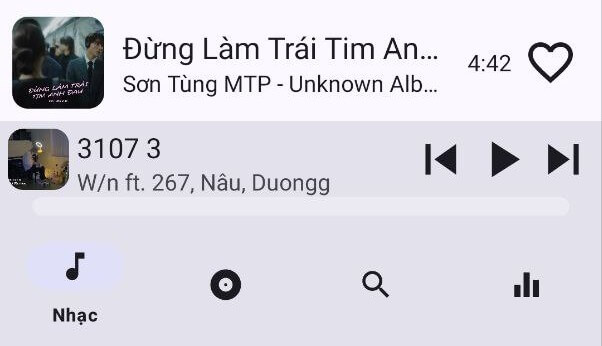 Đừng Làm Trái Tim An...
Sơn Tùng MTP - Unknown Alb...
4:42
ĐỪNG LÀM TRÁI
TIM ANH ĐAU
3107 3
W/n ft. 267, Nâu, Duongg
Nhạc